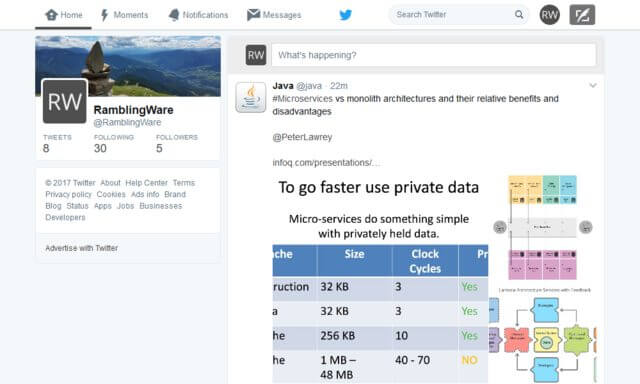 Home
Moments
Notifications
Messages
Search Twitter
RW
RW
What's happening?
RW
RamblingWare
@RamblingWare
TWEETS FOLLOWING FOLLOWERS
8 30 5
© 2017 Twitter About Help Center Terms
Privacy policy Cookies Ads info Brand
Blog Status Apps Jobs Businesses
Developers
Advertise with Twitter
Java @java · 22m
#Microservices vs monolith architectures and their relative benefits and
disadvantages
@PeterLawrey
infoq.com/presentations/…
To go faster use private data
Micro-services do something simple
with privately held data.
che Size Clock Pr
Cycles
ruction 32 KB 3 Yes
a 32 KB 3 Yes
he 256 KB 10 Yes
he 1 MB – 40 - 70 NO
48 MB
Lambda Architecture Services with Feedback